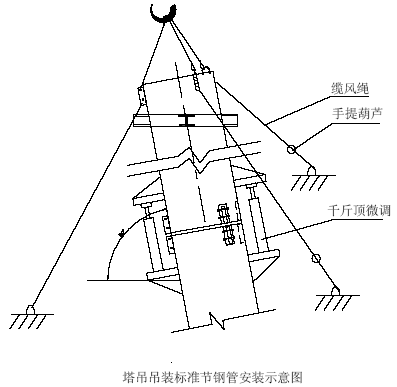 缆风绳
手提葫芦
千斤顶微调
塔吊吊装标准节钢管安装示意图